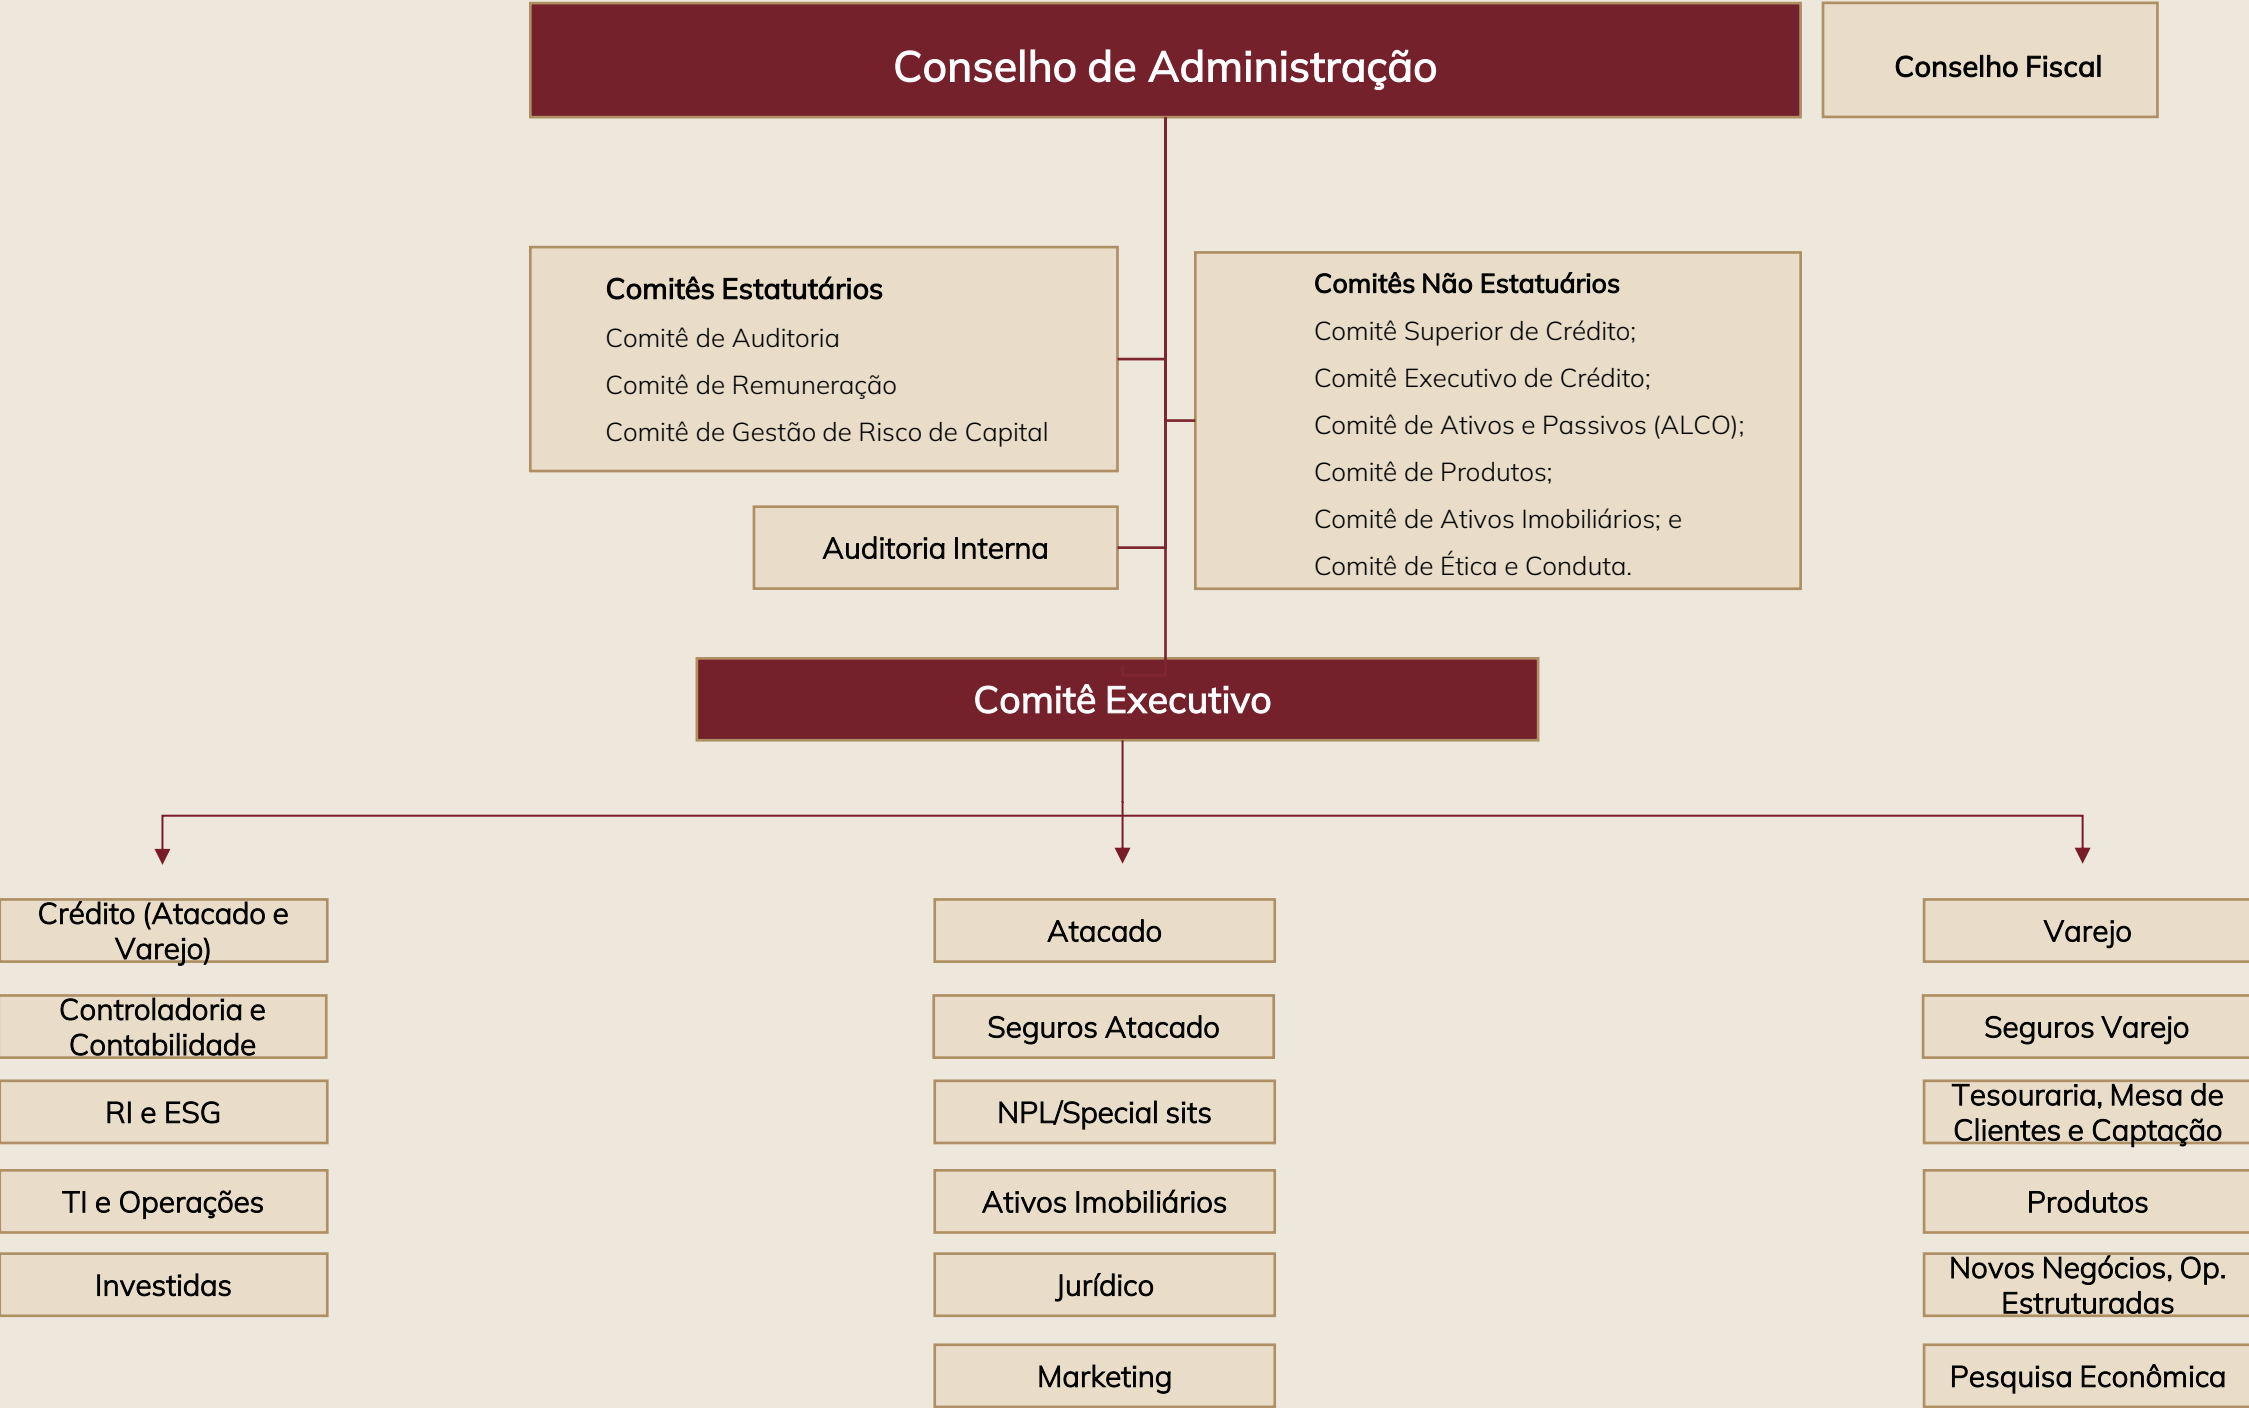 Conselho de Administração
Conselho Fiscal
Comitês Estatutários
Comitê de Auditoria
Comitê de Remuneração
Comitê de Gestão de Risco de Capital
Comitês Não Estatuários
Comitê Superior de Crédito;
Comitê Executivo de Crédito;
Comitê de Ativos e Passivos (ALCO);
Comitê de Produtos;
Comitê de Ativos Imobiliários; e
Comitê de Ética e Conduta.
Auditoria Interna
Comitê Executivo
Crédito (Atacado e
Varejo)
Controladoria e
Contabilidade
RI e ESG
TI e Operações
Investidas
Atacado
Seguros Atacado
NPL/Special sits
Ativos Imobiliários
Jurídico
Marketing
Varejo
Seguros Varejo
Tesouraria, Mesa de
Clientes e Captação
Produtos
Novos Negócios, Op.
Estruturadas
Pesquisa Econômica